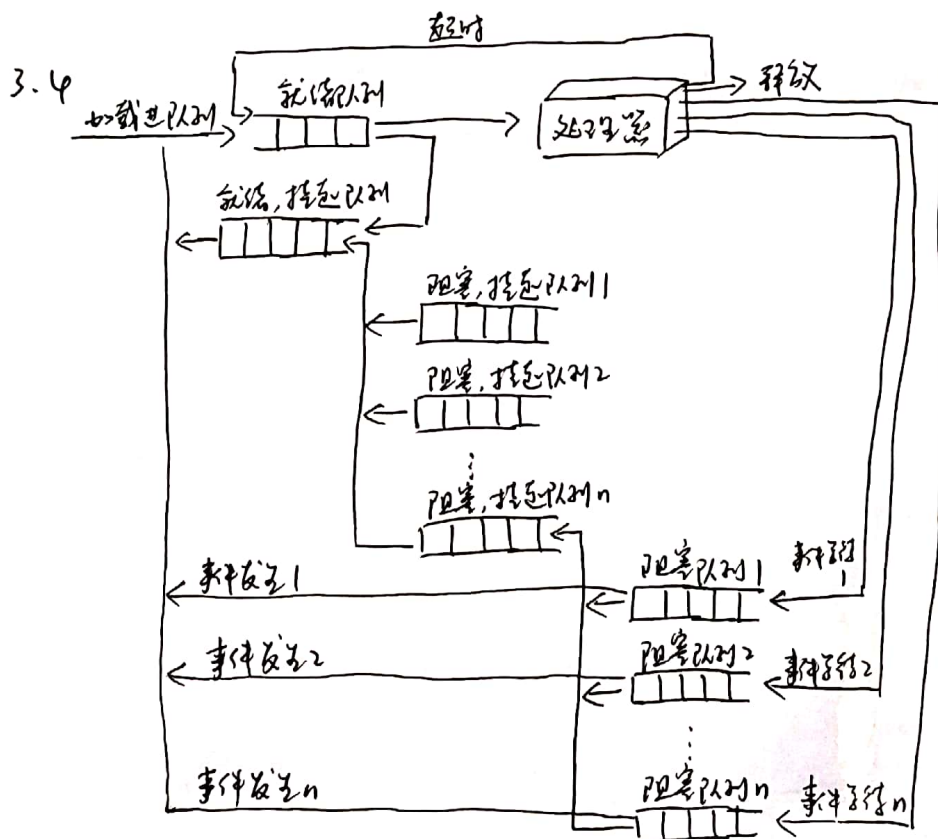 超时
3.4
加载进队列
就绪队列
处理器
释放
就绪,挂起队列
阻塞,挂起队列1
阻塞,挂起队列2
阻塞,挂起队列n
事件发生1
阻塞队列1
事件等待1
事件发生2
阻塞队列2
事件等待2
事件发生n
阻塞队列n
事件等待n